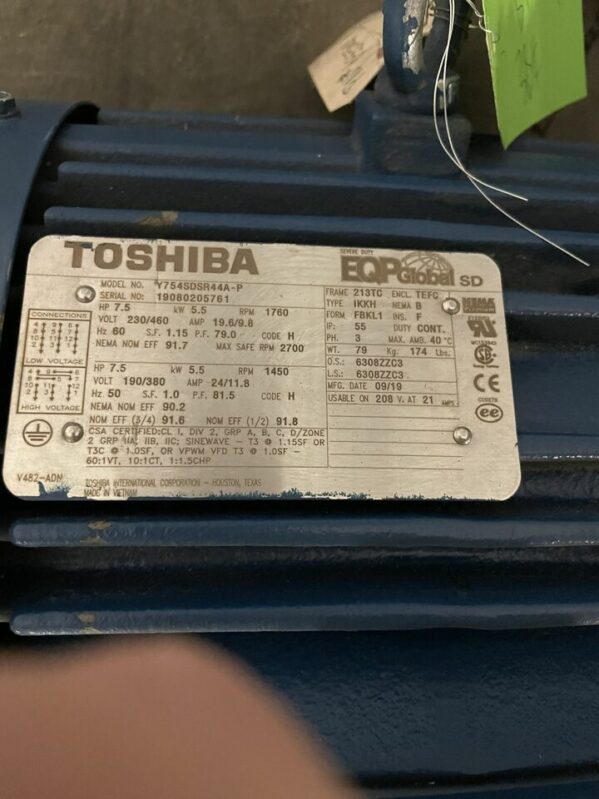 TOSHIBA
SEVERE DUTY
EQP Global SD
MODEL NO. Y754SDSR44A-P
SERIAL NO: 19080205761
HP 7.5 kW 5.5 RPM 1760
VOLT 230/460 AMP 19.6/9.8
Hz 60 S.F. 1.15 P.F. 79.0 CODE H
NEMA NOM EFF 91.7 MAX SAFE RPM 2700
HP 7.5 kW 5.5 RPM 1450
VOLT 190/380 AMP 24/11.8
Hz 50 S.F. 1.0 P.F. 81.5 CODE H
NEMA NOM EFF 90.2
NOM EFF (3/4) 91.6 NOM EFF (1/2) 91.8
CSA CERTIFIED:CL I, DIV 2, GRP A, B, C, D/ZONE
2 GRP IIA, IIB, IIC; SINEWAVE - T3 @ 1.15SF OR
T3C @ 1.0SF, OR VPWM VFD T3 @ 1.0SF -
60:1VT, 10:1CT, 1:1.5CHP
FRAME 213TC ENCL. TEFC
TYPE IKKH NEMA B
FORM FBKL1 INS. F
IP: 55 DUTY CONT.
PH. 3 MAX. AMB. 40 °C
WT. 79 Kg: 174 Lbs.
O.S.: 6308ZZC3
L.S.: 6308ZZC3
MFG. DATE 09/19
USABLE ON 208 V. AT 21 AMPS
NEMA
CE
ee
CONNECTIONS
LOW VOLTAGE
HIGH VOLTAGE
V482-ADN
TOSHIBA INTERNATIONAL CORPORATION - HOUSTON, TEXAS
MADE IN VIETNAM